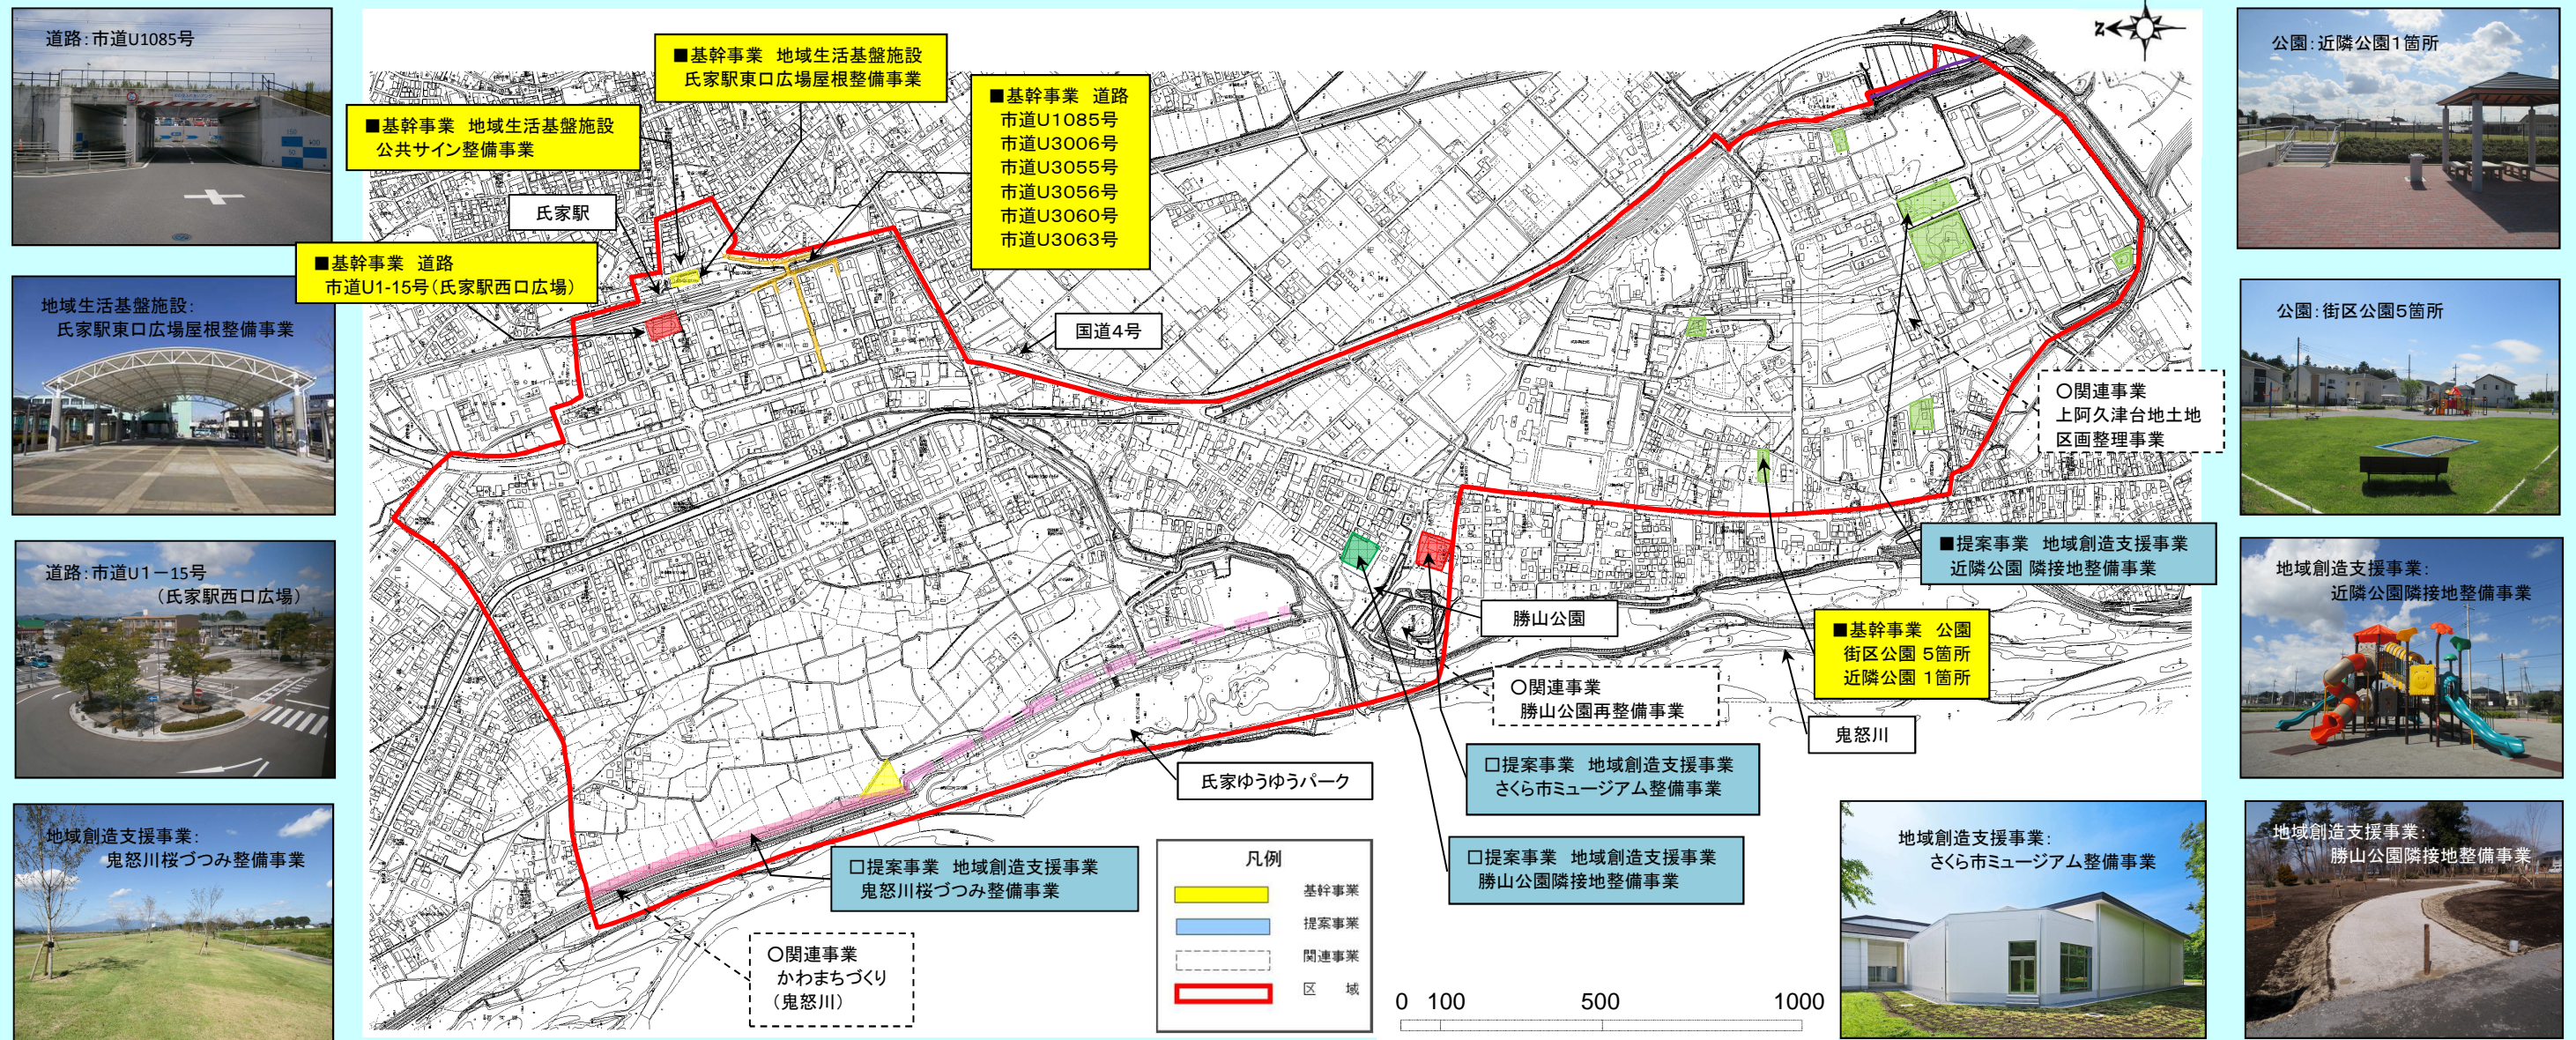 道路：市道U1085号
地域生活基盤施設：
氏家駅東口広場屋根整備事業
道路：市道U1－15号
（氏家駅西口広場）
地域創造支援事業：
鬼怒川桜づつみ整備事業
■基幹事業 地域生活基盤施設
氏家駅東口広場屋根整備事業
■基幹事業 地域生活基盤施設
公共サイン整備事業
■基幹事業 道路
市道U1085号
市道U3006号
市道U3055号
市道U3056号
市道U3060号
市道U3063号
氏家駅
■基幹事業 道路
市道U1-15号（氏家駅西口広場）
国道4号
Z
○関連事業
上阿久津台地土地
区画整理事業
■提案事業 地域創造支援事業
近隣公園 隣接地整備事業
勝山公園
■基幹事業 公園
街区公園 5箇所
近隣公園 1箇所
○関連事業
勝山公園再整備事業
鬼怒川
氏家ゆうゆうパーク
□提案事業 地域創造支援事業
さくら市ミュージアム整備事業
□提案事業 地域創造支援事業
勝山公園隣接地整備事業
□提案事業 地域創造支援事業
鬼怒川桜づつみ整備事業
○関連事業
かわまちづくり
（鬼怒川）
凡例
基幹事業
提案事業
関連事業
区 域
0 100 500 1000
公園：近隣公園1箇所
公園：街区公園5箇所
地域創造支援事業：
近隣公園隣接地整備事業
地域創造支援事業：
さくら市ミュージアム整備事業
地域創造支援事業：
勝山公園隣接地整備事業